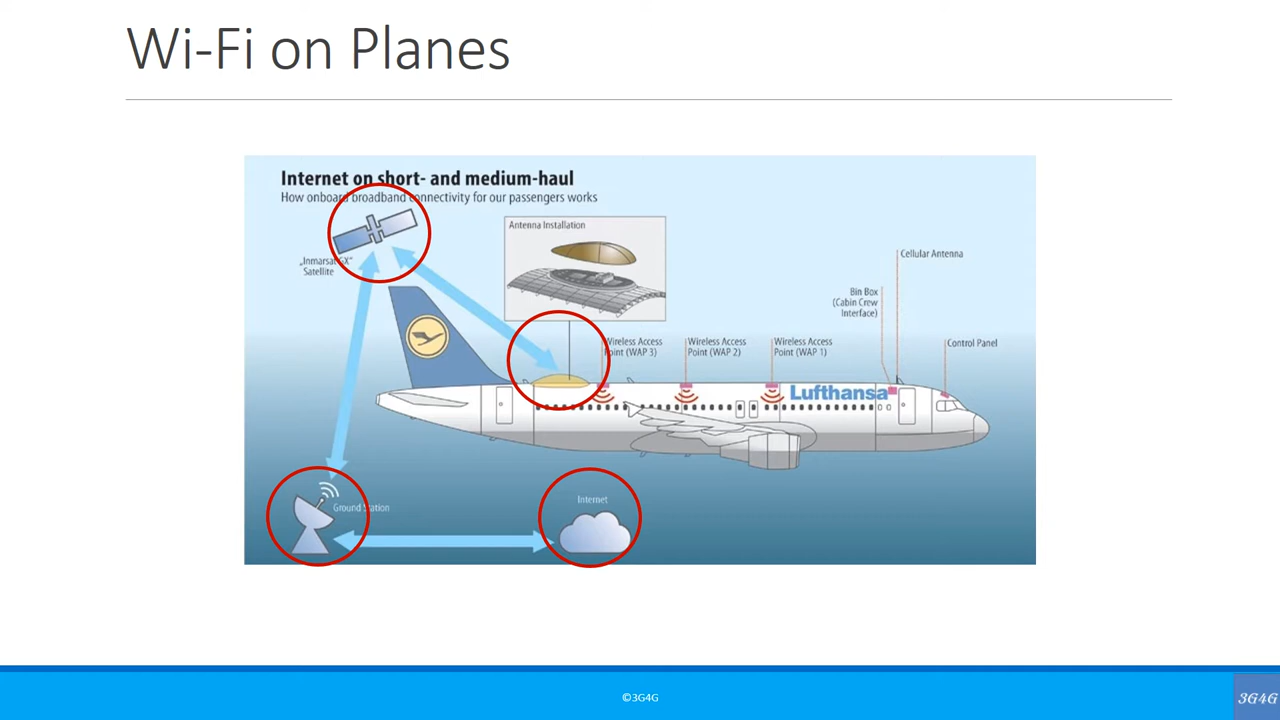 Wi-Fi on Planes
Internet on short- and medium-haul
How onboard broadband connectivity for our passengers works
„Inmarsat GX“
Satellite
Antenna Installation
Cellular Antenna
Bin Box
(Cabin Crew
Interface)
Wireless Access
Point (WAP 3)
Wireless Access
Point (WAP 2)
Wireless Access
Point (WAP 1)
Control Panel
Lufthansa
Ground Station
Internet
©3G4G
3G4G